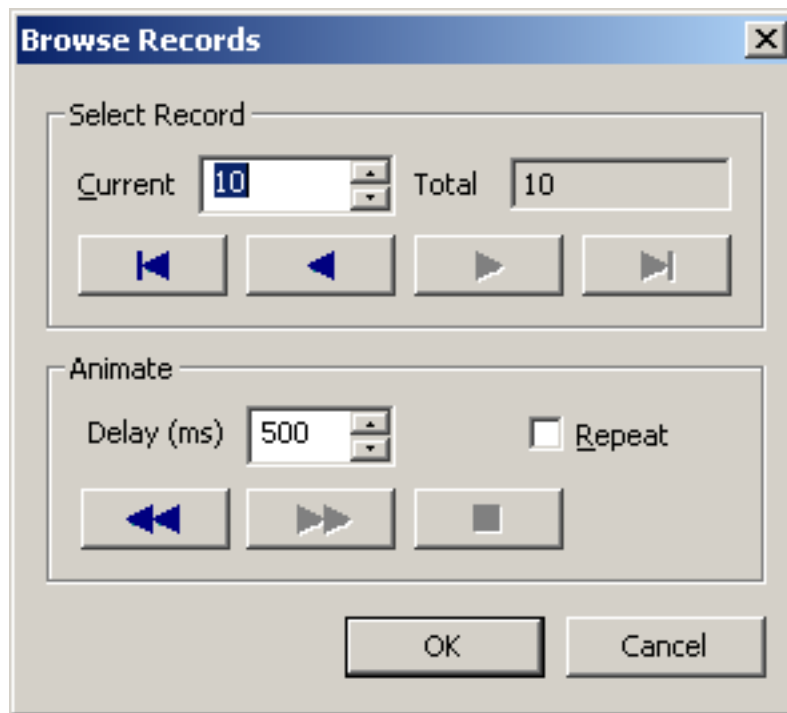 Browse Records
Select Record
Current 10 Total 10
Animate
Delay (ms) 500 Repeat
OK Cancel